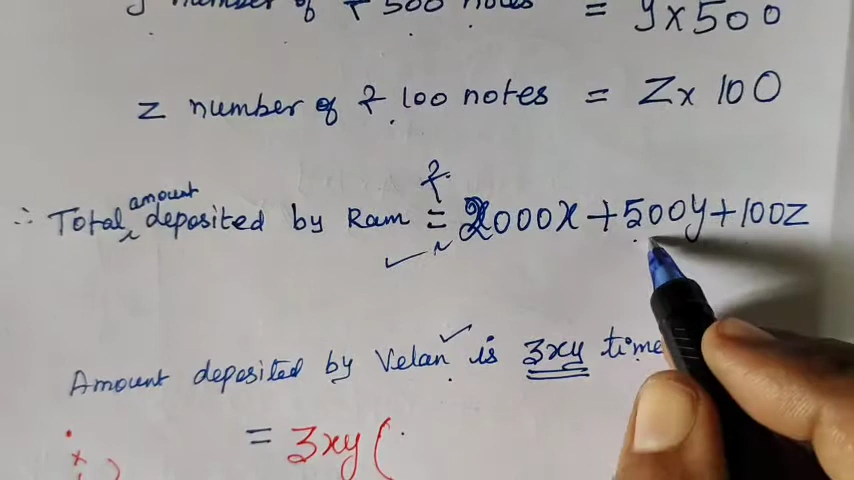 y number of ₹ 500 notes = y x 500
z number of ₹ 100 notes = Z x 100
∴ Total amount deposited by Ram = ₹ 2000x + 500y + 100z
Amount deposited by Velan is 3xy time
= 3xy (